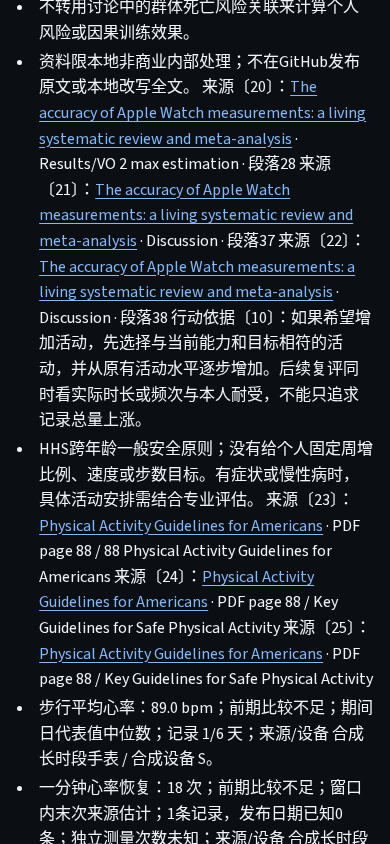 不转用讨论中的群体死亡风险关联来计算个人
风险或因果训练效果。
• 资料限本地非商业内部处理；不在GitHub发布
原文或本地改写全文。 来源〔20〕：The
accuracy of Apple Watch measurements: a living
systematic review and meta-analysis ·
Results/VO 2 max estimation · 段落28 来源
〔21〕：The accuracy of Apple Watch
measurements: a living systematic review and
meta-analysis · Discussion · 段落37 来源〔22〕：
The accuracy of Apple Watch measurements: a
living systematic review and meta-analysis ·
Discussion · 段落38 行动依据〔10〕：如果希望增
加活动，先选择与当前能力和目标相符的活
动，并从原有活动水平逐步增加。后续复评同
时看实际时长或频次与本人耐受，不能只追求
记录总量上涨。
• HHS跨年龄一般安全原则；没有给个人固定周增
比例、速度或步数目标。有症状或慢性病时，
具体活动安排需结合专业评估。 来源〔23〕：
Physical Activity Guidelines for Americans · PDF
page 88 / 88 Physical Activity Guidelines for
Americans 来源〔24〕：Physical Activity
Guidelines for Americans · PDF page 88 / Key
Guidelines for Safe Physical Activity 来源〔25〕：
Physical Activity Guidelines for Americans · PDF
page 88 / Key Guidelines for Safe Physical Activity
• 步行平均心率：89.0 bpm；前期比较不足；期间
日代表值中位数；记录 1/6 天；来源/设备 合成
长时段手表 / 合成设备 S。
• 一分钟心率恢复：18 次；前期比较不足；窗口
内末次来源估计；1条记录，发布日期已知0
条；独立测量次数未知；来源/设备 合成长时段